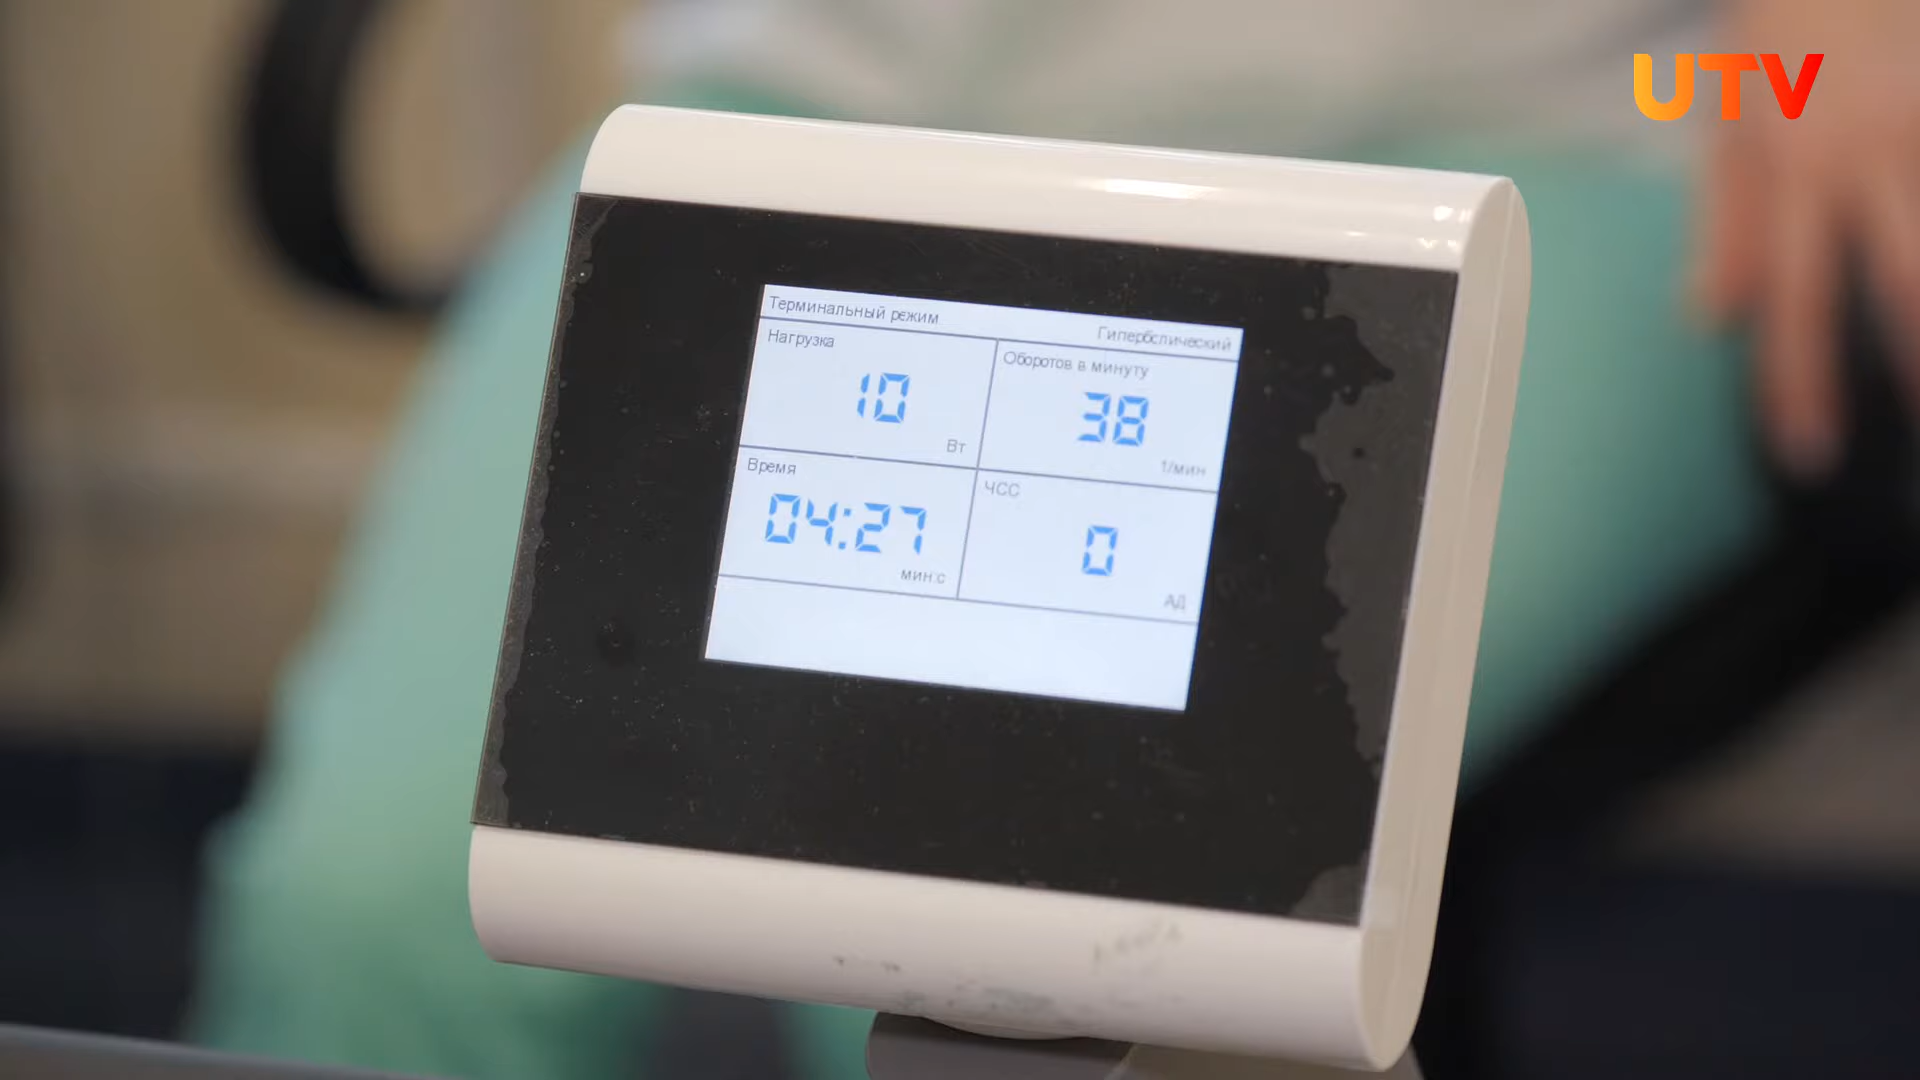 UTV
Терминальный режим
Гиперболический
Нагрузка
10
Вт
Оборотов в минуту
38
1/мин
Время
04:27
мин:с
ЧСС
0
АД